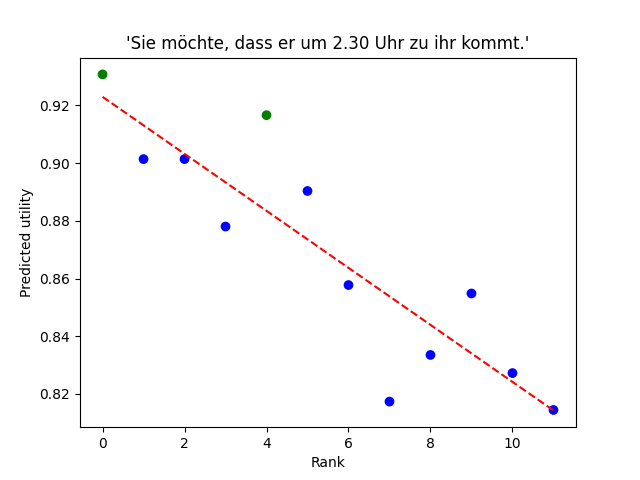 'Sie möchte, dass er um 2.30 Uhr zu ihr kommt.'
Predicted utility
0.92
0.90
0.88
0.86
0.84
0.82
0 2 4 6 8 10
Rank